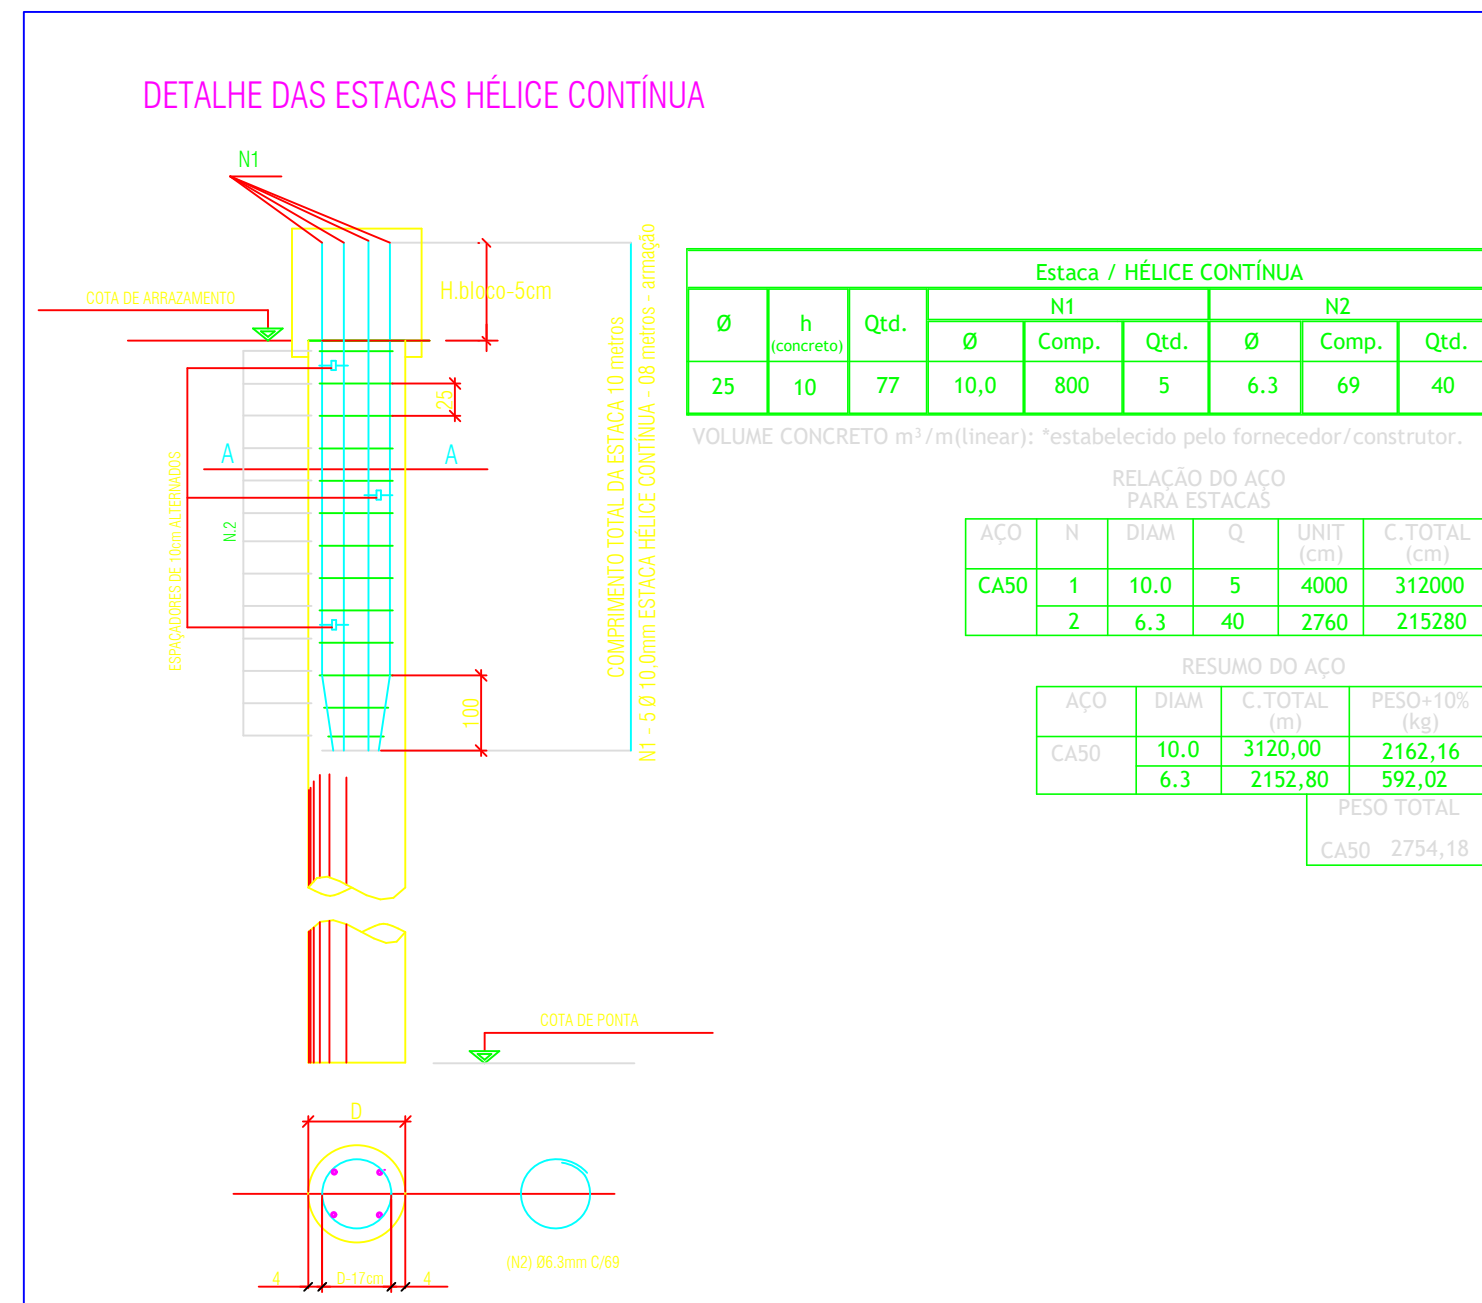 DETALHE DAS ESTACAS HÉLICE CONTÍNUA
N1
COTA DE ARRAZAMENTO
H.bloco-5cm
25
A
A
ESPAÇADORES DE 10cm ALTERNADOS
N.2
100
COMPRIMENTO TOTAL DA ESTACA 10 metros
N1 - 5 Ø 10,0mm ESTACA HÉLICE CONTÍNUA - 08 metros - armação
COTA DE PONTA
D
4
D-17cm
4
(N2) Ø6.3mm C/69
Estaca / HÉLICE CONTÍNUA
Ø h (concreto) Qtd. N1 N2
Ø Comp. Qtd. Ø Comp. Qtd.
25 10 77 10,0 800 5 6.3 69 40
VOLUME CONCRETO m³/m(linear): *estabelecido pelo fornecedor/construtor.
RELAÇÃO DO AÇO
PARA ESTACAS
AÇO N DIAM Q UNIT C.TOTAL
(cm) (cm)
CA50 1 10.0 5 4000 312000
2 6.3 40 2760 215280
RESUMO DO AÇO
AÇO DIAM C.TOTAL PESO+10%
(m) (kg)
CA50 10.0 3120,00 2162,16
6.3 2152,80 592,02
PESO TOTAL
CA50 2754,18